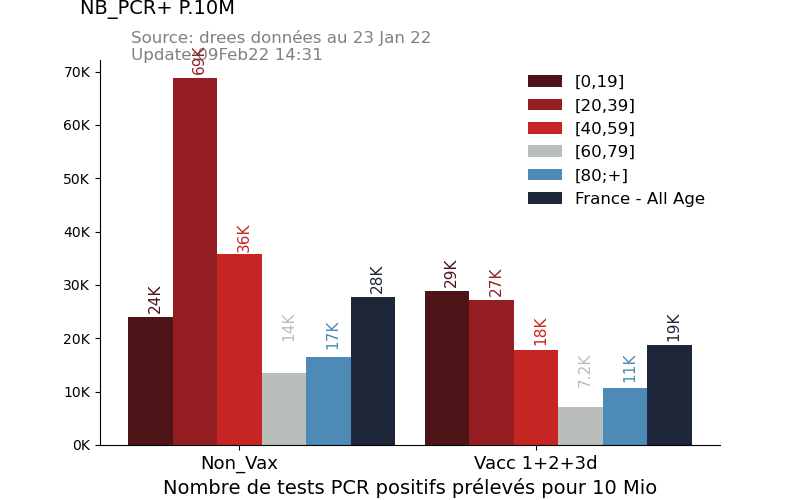 NB_PCR+ P.10M
Source: drees données au 23 Jan 22
Update:09Feb22 14:31
70K
60K
50K
40K
30K
20K
10K
0K
24K
69K
36K
14K
17K
28K
29K
27K
18K
7.2K
11K
19K
[0,19]
[20,39]
[40,59]
[60,79]
[80;+]
France - All Age
Non_Vax
Vacc 1+2+3d
Nombre de tests PCR positifs prélevés pour 10 Mio